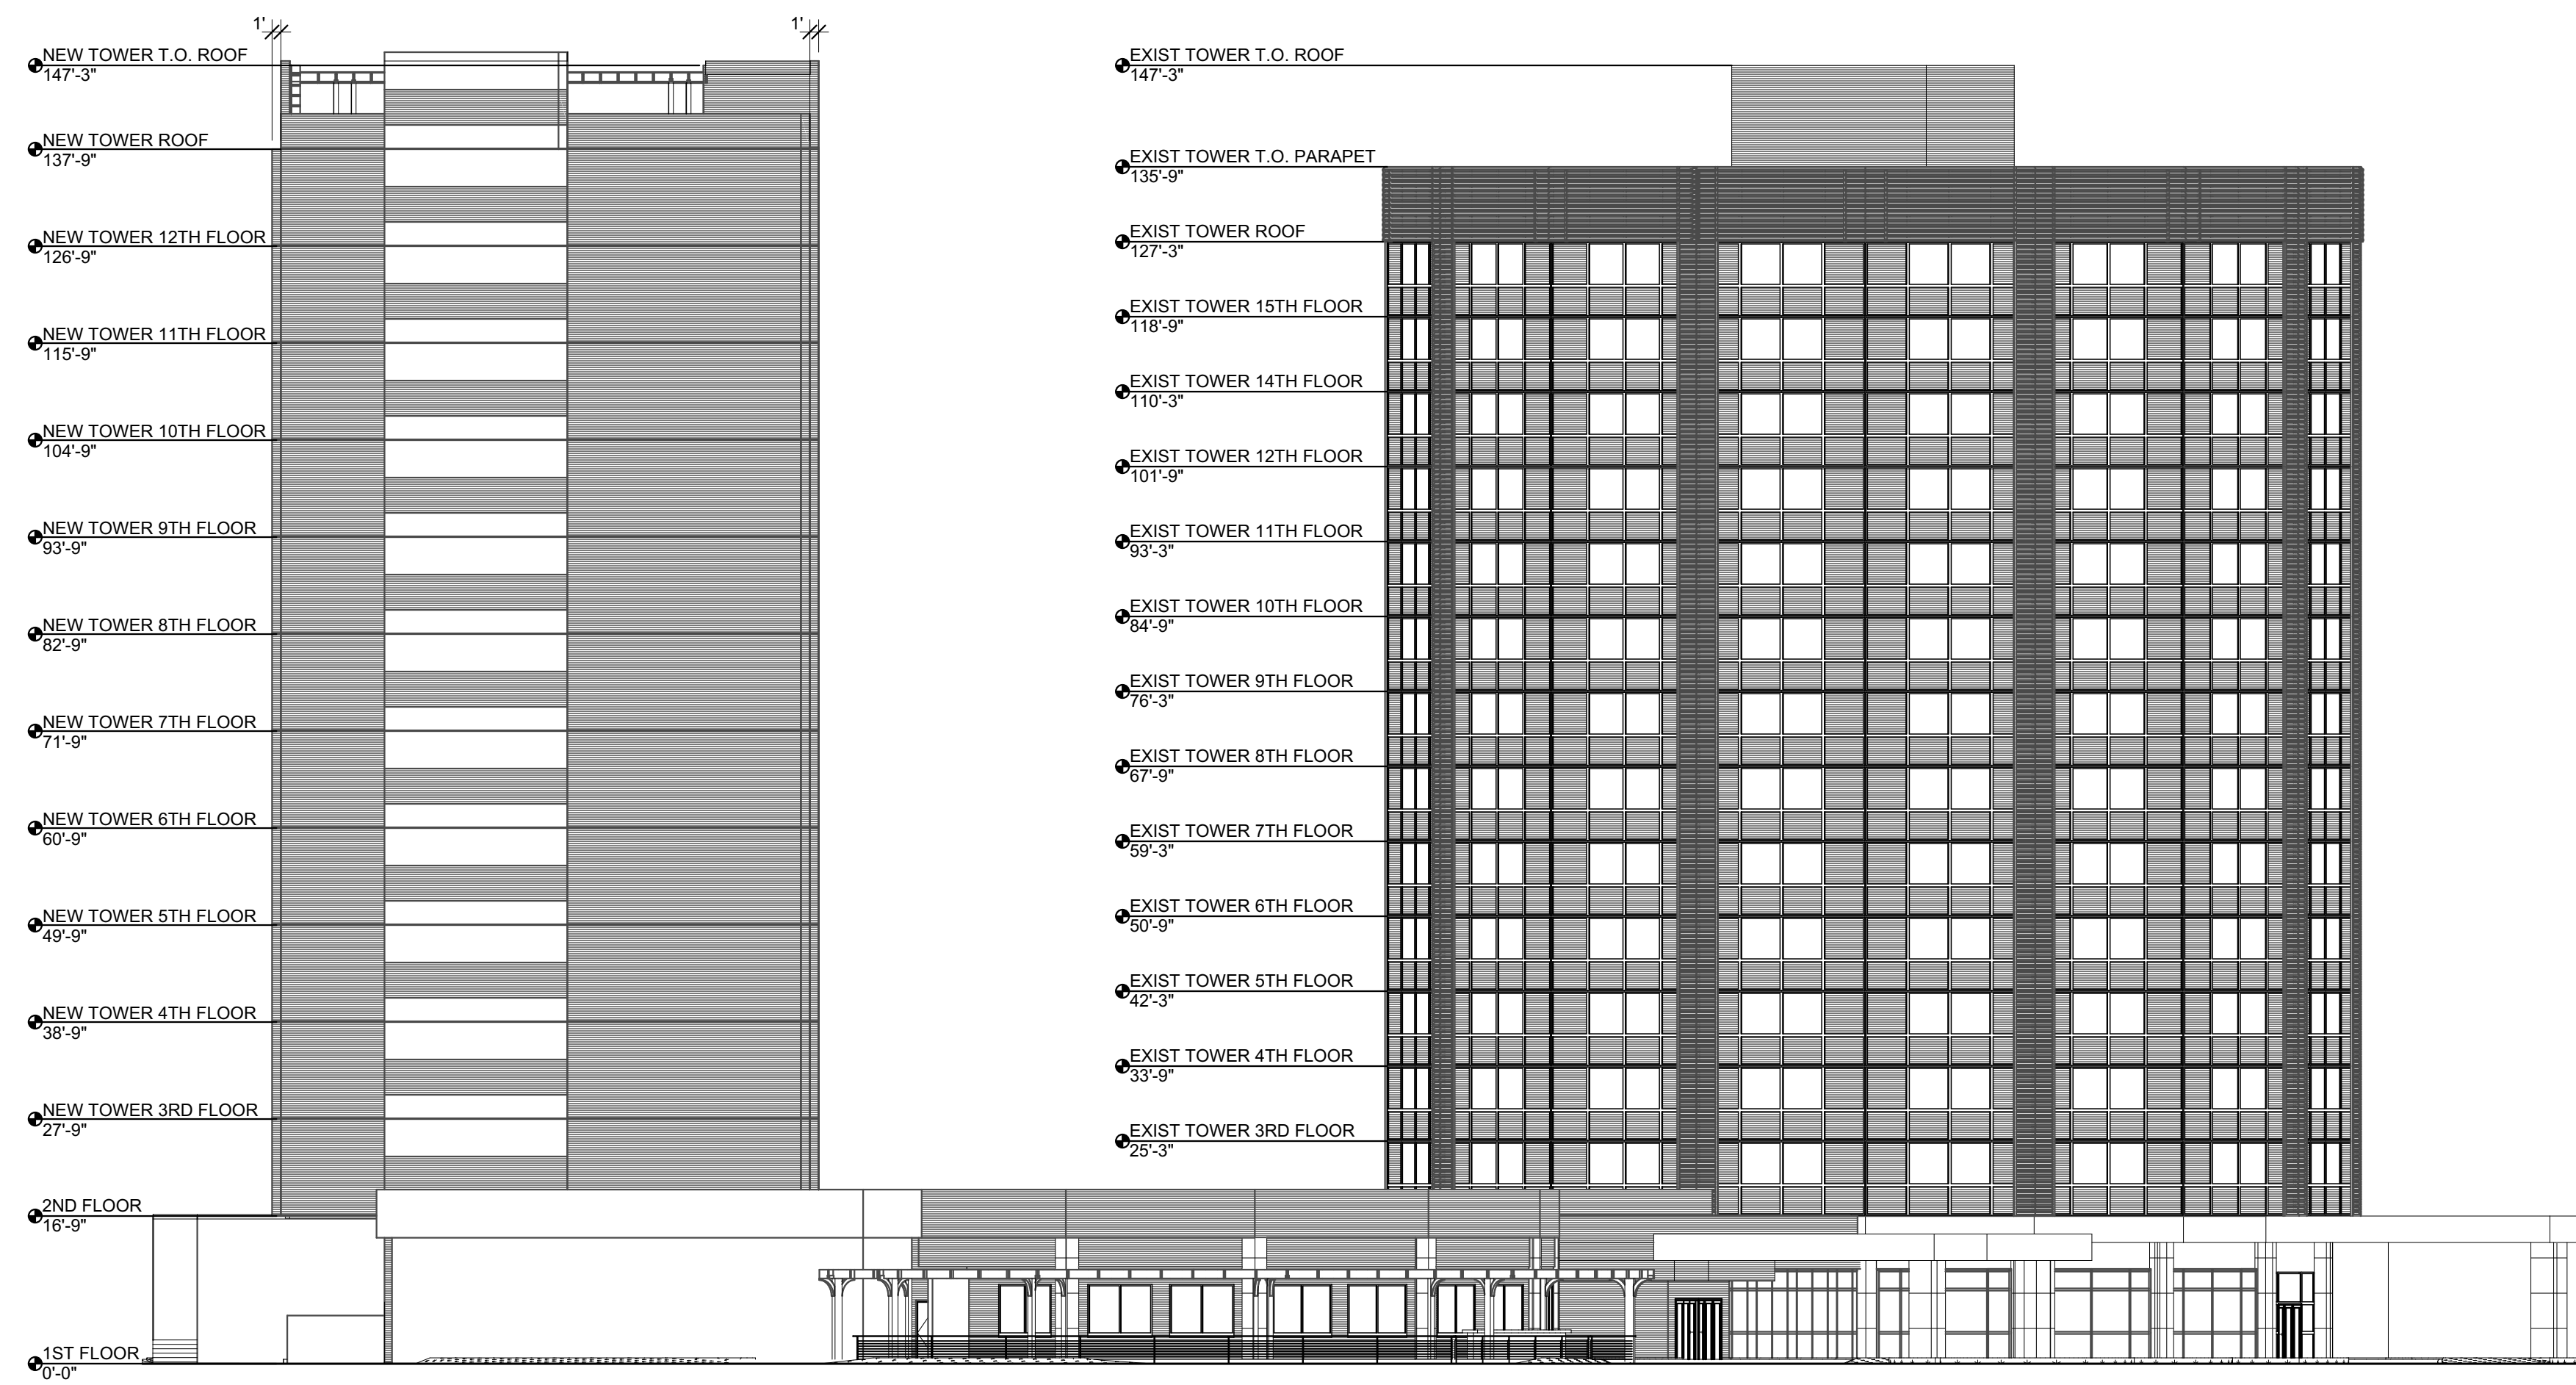 1'
1'
NEW TOWER T.O. ROOF
147'-3"
NEW TOWER ROOF
137'-9"
NEW TOWER 12TH FLOOR
126'-9"
NEW TOWER 11TH FLOOR
115'-9"
NEW TOWER 10TH FLOOR
104'-9"
NEW TOWER 9TH FLOOR
93'-9"
NEW TOWER 8TH FLOOR
82'-9"
NEW TOWER 7TH FLOOR
71'-9"
NEW TOWER 6TH FLOOR
60'-9"
NEW TOWER 5TH FLOOR
49'-9"
NEW TOWER 4TH FLOOR
38'-9"
NEW TOWER 3RD FLOOR
27'-9"
2ND FLOOR
16'-9"
1ST FLOOR
0'-0"
EXIST TOWER T.O. ROOF
147'-3"
EXIST TOWER T.O. PARAPET
135'-9"
EXIST TOWER ROOF
127'-3"
EXIST TOWER 15TH FLOOR
118'-9"
EXIST TOWER 14TH FLOOR
110'-3"
EXIST TOWER 12TH FLOOR
101'-9"
EXIST TOWER 11TH FLOOR
93'-3"
EXIST TOWER 10TH FLOOR
84'-9"
EXIST TOWER 9TH FLOOR
76'-3"
EXIST TOWER 8TH FLOOR
67'-9"
EXIST TOWER 7TH FLOOR
59'-3"
EXIST TOWER 6TH FLOOR
50'-9"
EXIST TOWER 5TH FLOOR
42'-3"
EXIST TOWER 4TH FLOOR
33'-9"
EXIST TOWER 3RD FLOOR
25'-3"